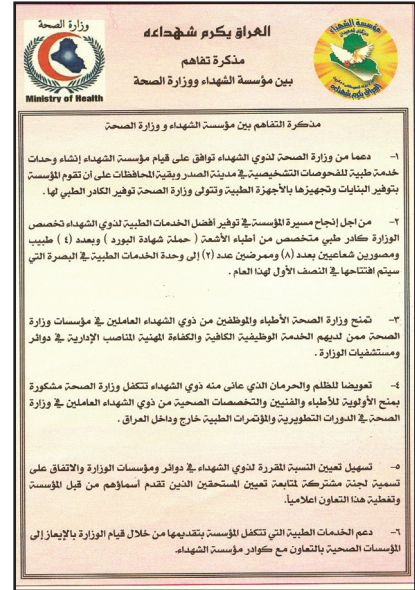 وزارة الصحة
Ministry of Health
العراق يكرم شهداءه
مذكرة تفاهم
بين مؤسسة الشهداء ووزارة الصحة
مؤسسة الشهداء
العراق يكرم شهداءه
مذكرة التفاهم بين مؤسسة الشهداء و وزارة الصحة
١- دعما من وزارة الصحة لذوي الشهداء توافق على قيام مؤسسة الشهداء إنشاء وحدات
خدمة طبية للفحوصات التشخيصية في مدينة الصدر وبقية المحافظات على أن تقوم المؤسسة
بتوفير البنايات وتجهيزها بالأجهزة الطبية وتتولى وزارة الصحة توفير الكادر الطبي لها .
٢- من اجل إنجاح مسيرة المؤسسة في توفير أفضل الخدمات الطبية لذوي الشهداء تخصص
الوزارة كادر طبي متخصص من أطباء الأشعة ( حملة شهادة البورد ) وبعدد ( ٤ ) طبيب
ومصورين شعاعيين بعدد (٨) وممرضين عدد (٢) إلى وحدة الخدمات الطبية في البصرة التي
سيتم افتتاحها في النصف الأول لهذا العام .
٣- تمنح وزارة الصحة الأطباء والموظفين من ذوي الشهداء العاملين في مؤسسات وزارة
الصحة ممن لديهم الخدمة الوظيفية الكافية والكفاءة المهنية المناصب الإدارية في دوائر
ومستشفيات الوزارة .
٤- تعويضا للظلم والحرمان الذي عانى منه ذوي الشهداء تتكفل وزارة الصحة مشكورة
بمنح الأولوية للأطباء والفنيين والتخصصات الصحية من ذوي الشهداء العاملين في وزارة
الصحة في الدورات التطويرية والمؤتمرات الطبية خارج وداخل العراق .
٥- تسهيل تعيين النسبة المقررة لذوي الشهداء في دوائر ومؤسسات الوزارة والاتفاق على
تسمية لجنة مشتركة لمتابعة تعيين المستحقين الذين تقدم أسماؤهم من قبل المؤسسة
وتغطية هذا التعاون اعلامياً.
٦- دعم الخدمات الطبية التي تتكفل المؤسسة بتقديمها من خلال قيام الوزارة بالإيعاز إلى
المؤسسات الصحية بالتعاون مع كوادر مؤسسة الشهداء.